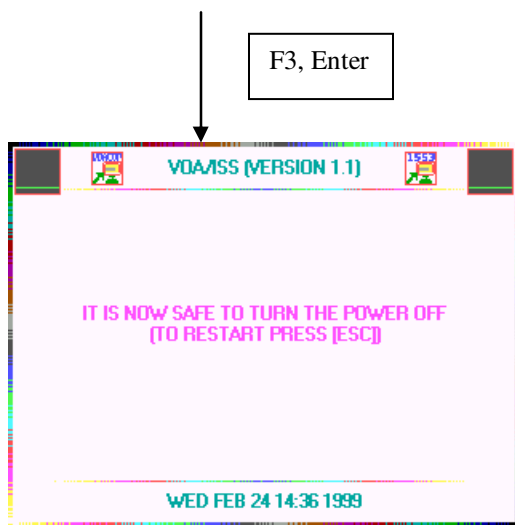 F3, Enter
VOACUT
VOA/ISS (VERSION 1.1)
1553
IT IS NOW SAFE TO TURN THE POWER OFF
(TO RESTART PRESS [ESC])
WED FEB 24 14:36 1999